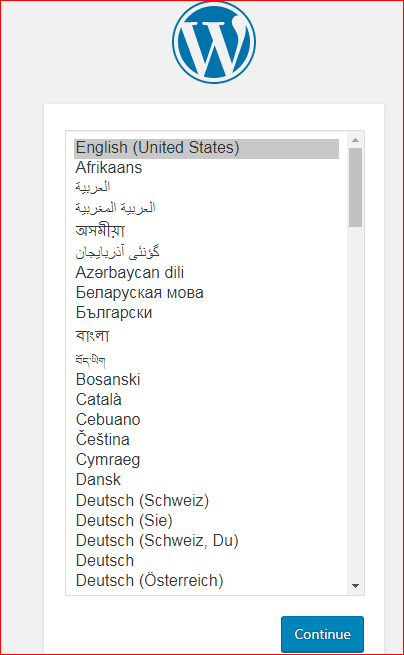 English (United States)
Afrikaans
العربية
العربية المغربية
অসমীয়া
گؤنئی آذربایجان
Azərbaycan dili
Беларуская мова
Български
বাংলা
བོད་ཡིག
Bosanski
Català
Cebuano
Čeština
Cymraeg
Dansk
Deutsch (Schweiz)
Deutsch (Sie)
Deutsch (Schweiz, Du)
Deutsch
Deutsch (Österreich)
Continue